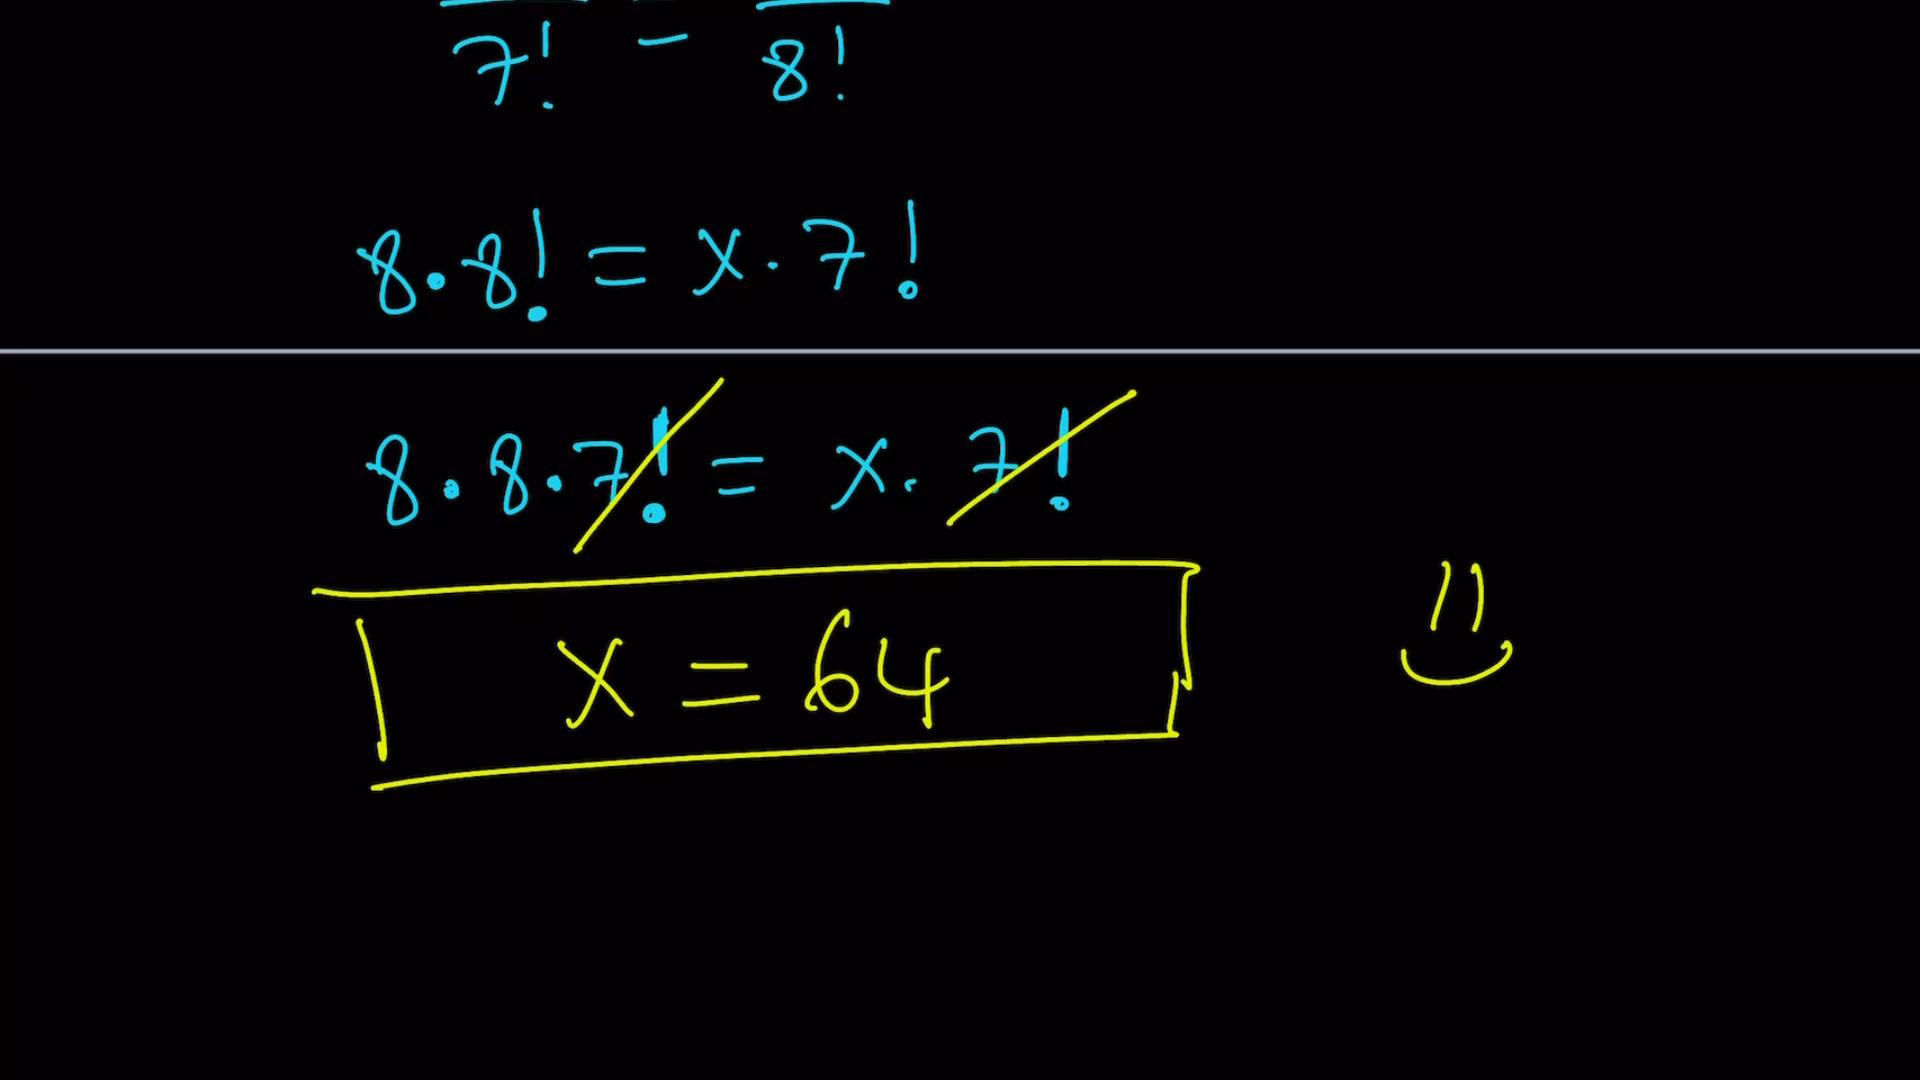 7! = 8!
8 · 8! = x · 7!
8 · 8 · 7! = x · 7!
x = 64